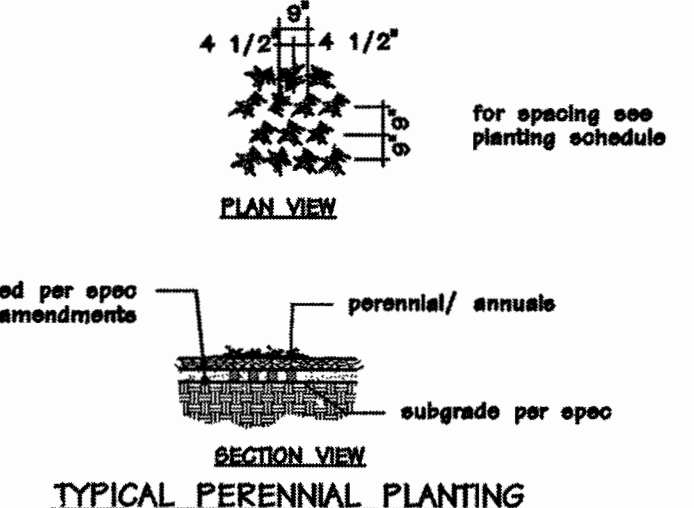 9"
4 1/2" 4 1/2"
9"
9"
for spacing see
planting schedule
PLAN VIEW
ed per spec
amendments
perennial/ annuals
subgrade per spec
SECTION VIEW
TYPICAL PERENNIAL PLANTING